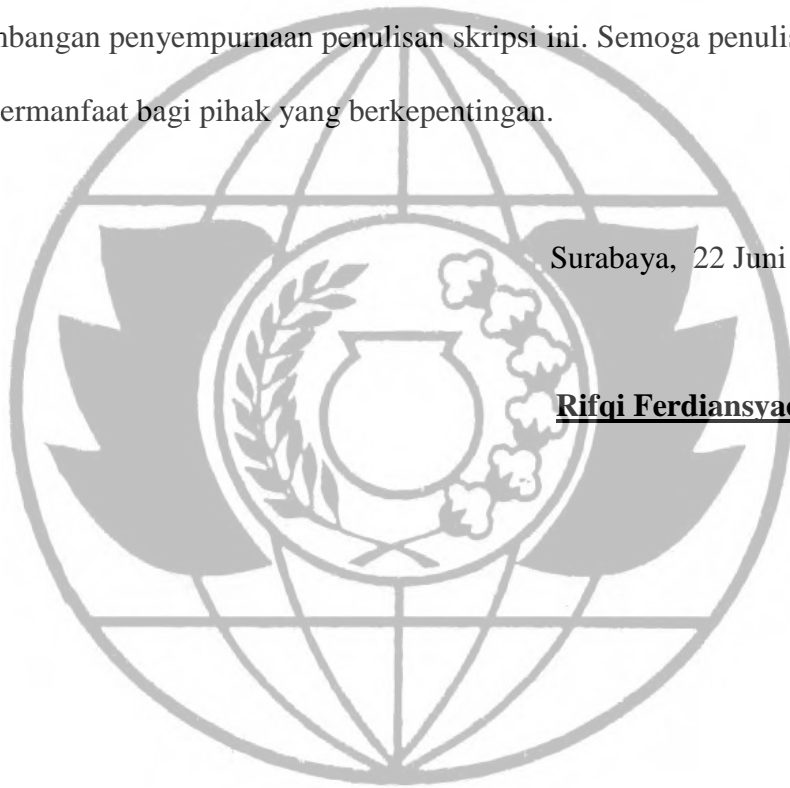 mbangan penyempurnaan penulisan skripsi ini. Semoga penulis
ermanfaat bagi pihak yang berkepentingan.
Surabaya, 22 Juni
Rifqi Ferdiansya